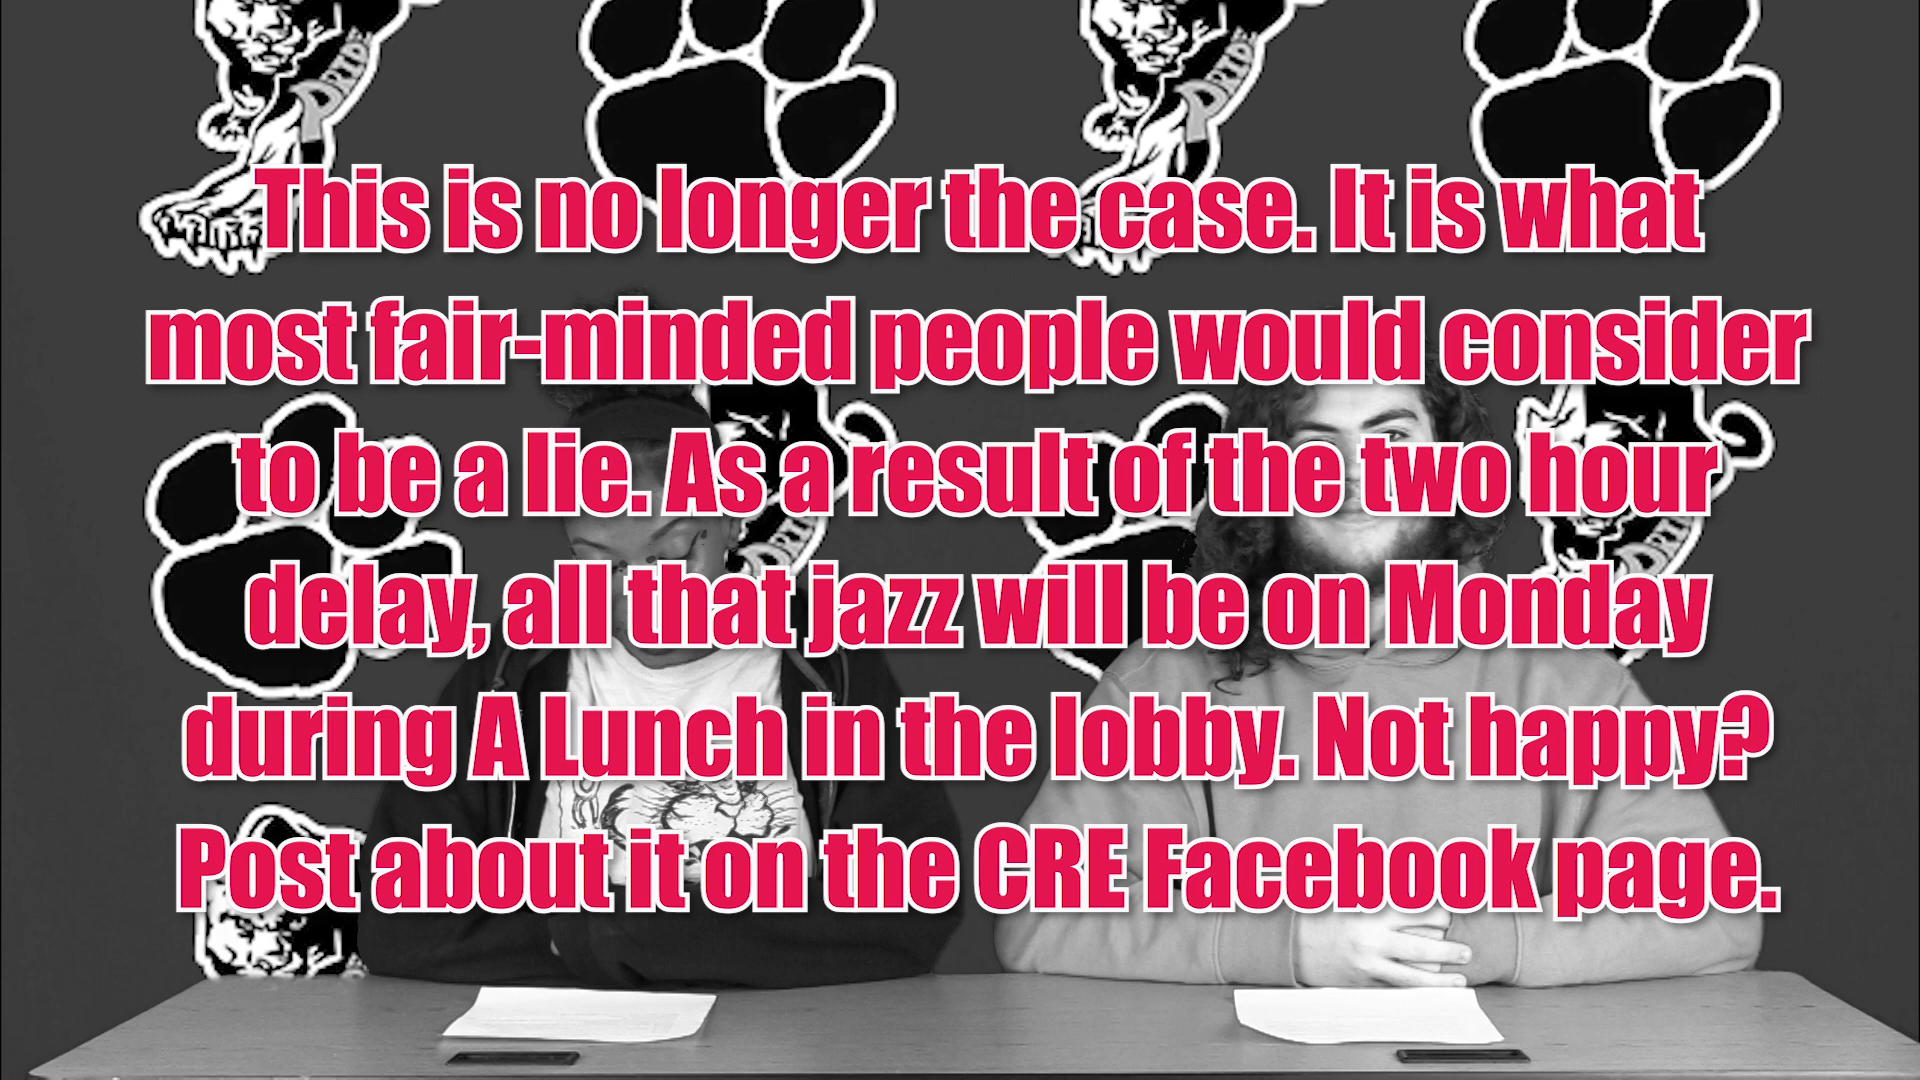 PRIDE
PRIDE
This is no longer the case. It is what
most fair-minded people would consider
to be a lie. As a result of the two hour
delay, all that jazz will be on Monday
during A Lunch in the lobby. Not happy?
Post about it on the CRE Facebook page.